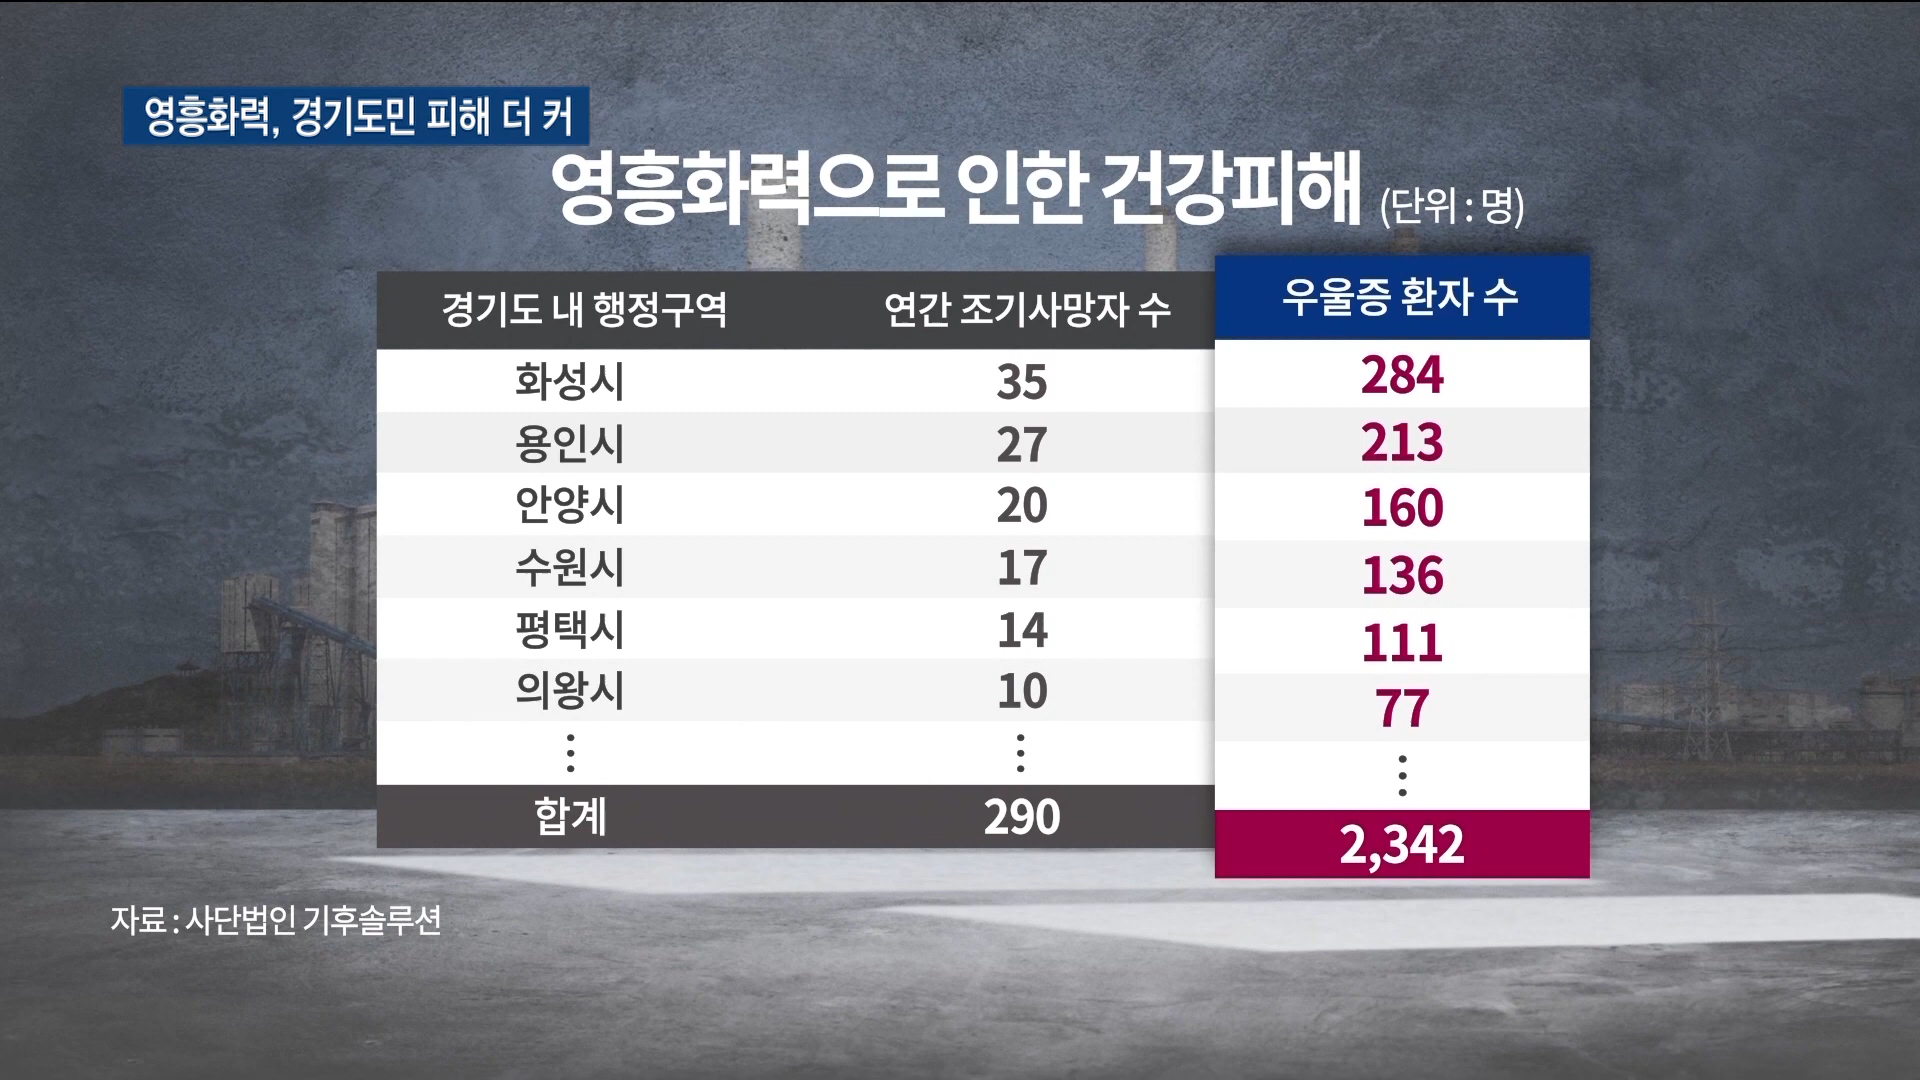 영흥화력, 경기도민 피해 더 커
영흥화력으로 인한 건강피해 (단위 : 명)
경기도 내 행정구역 연간 조기사망자 수 우울증 환자 수
화성시 35 284
용인시 27 213
안양시 20 160
수원시 17 136
평택시 14 111
의왕시 10 77
⋮ ⋮ ⋮
합계 290 2,342
자료 : 사단법인 기후솔루션